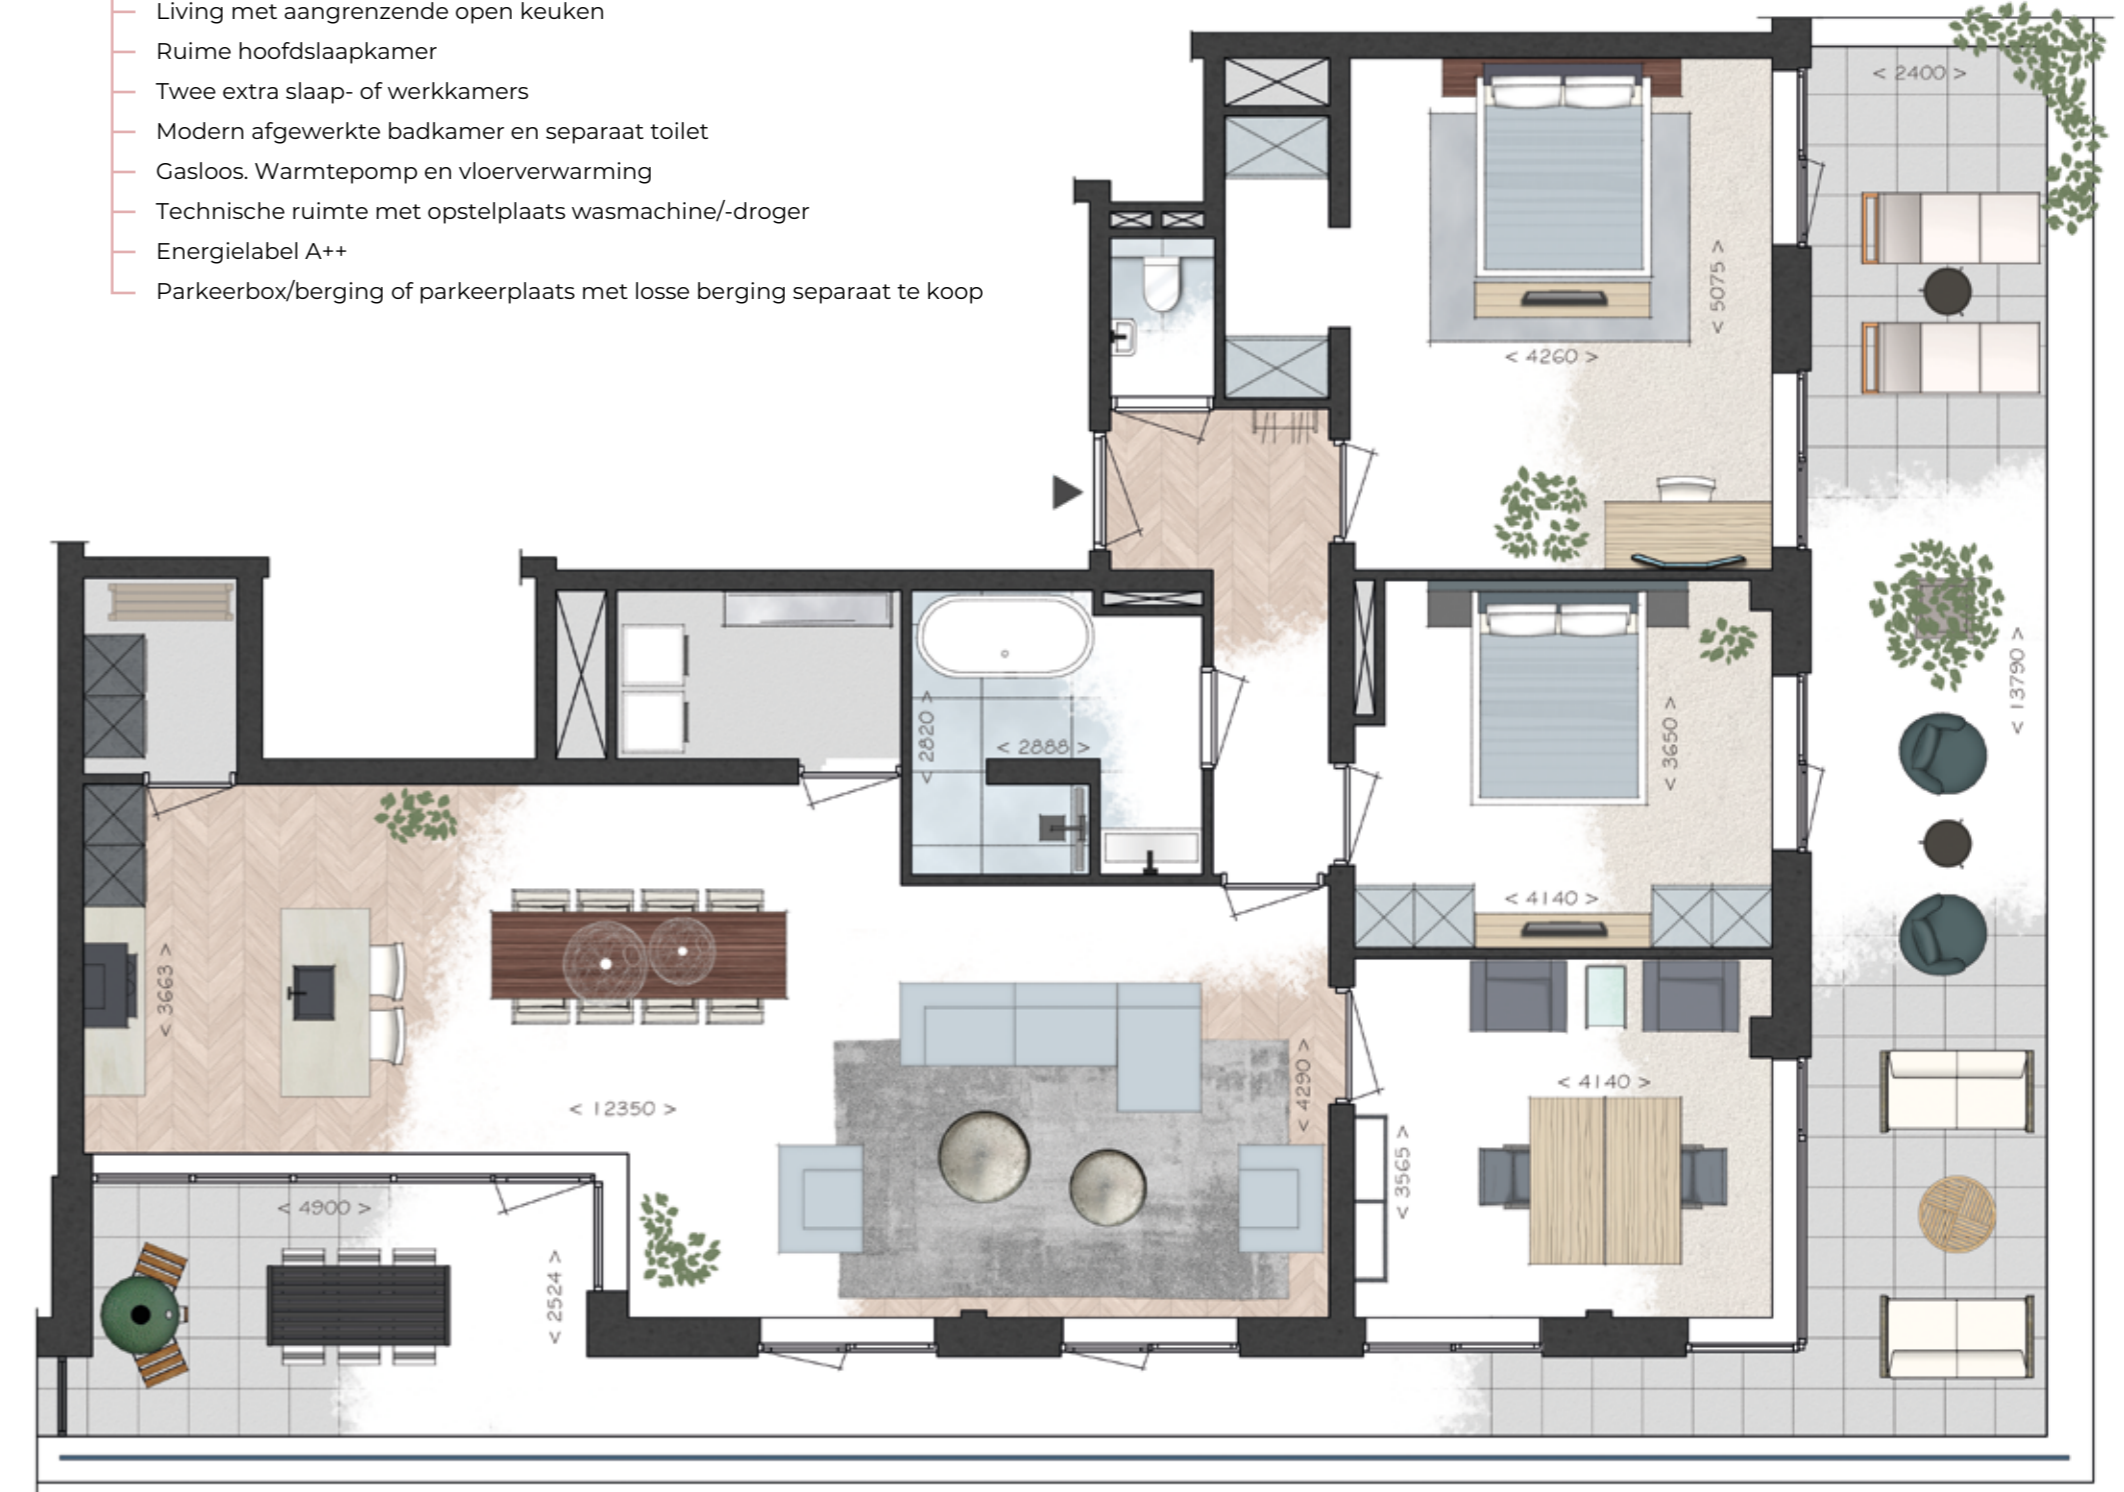 Living met aangrenzende open keuken
Ruime hoofdslaapkamer
Twee extra slaap- of werkkamers
Modern afgewerkte badkamer en separaat toilet
Gasloos. Warmtepomp en vloerverwarming
Technische ruimte met opstelplaats wasmachine/-droger
Energielabel A++
Parkeerbox/berging of parkeerplaats met losse berging separaat te koop
< 2400 >
< 5075 >
< 4260 >
< 13790 >
< 2820 >
< 2888 >
< 3650 >
< 4140 >
< 3663 >
< 12350 >
< 4290 >
< 4140 >
< 3565 >
< 4900 >
< 2524 >